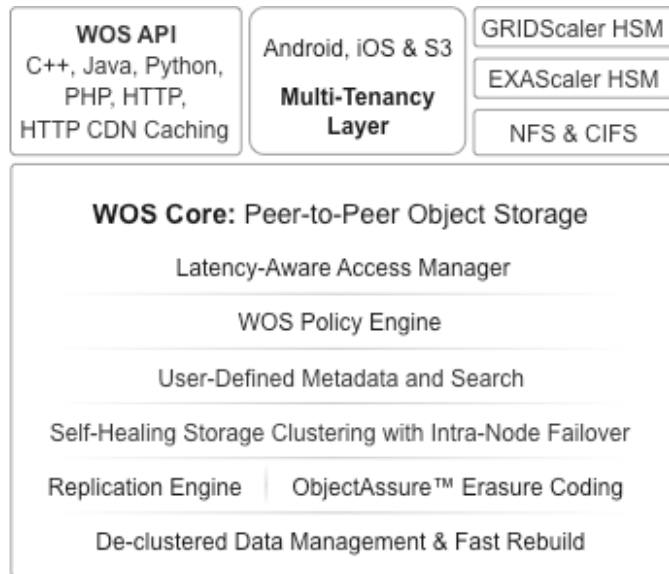 WOS API
C++, Java, Python,
PHP, HTTP,
HTTP CDN Caching
Android, iOS & S3
Multi-Tenancy
Layer
GRIDScaler HSM
EXAScaler HSM
NFS & CIFS
WOS Core: Peer-to-Peer Object Storage
Latency-Aware Access Manager
WOS Policy Engine
User-Defined Metadata and Search
Self-Healing Storage Clustering with Intra-Node Failover
Replication Engine
ObjectAssure™ Erasure Coding
De-clustered Data Management & Fast Rebuild